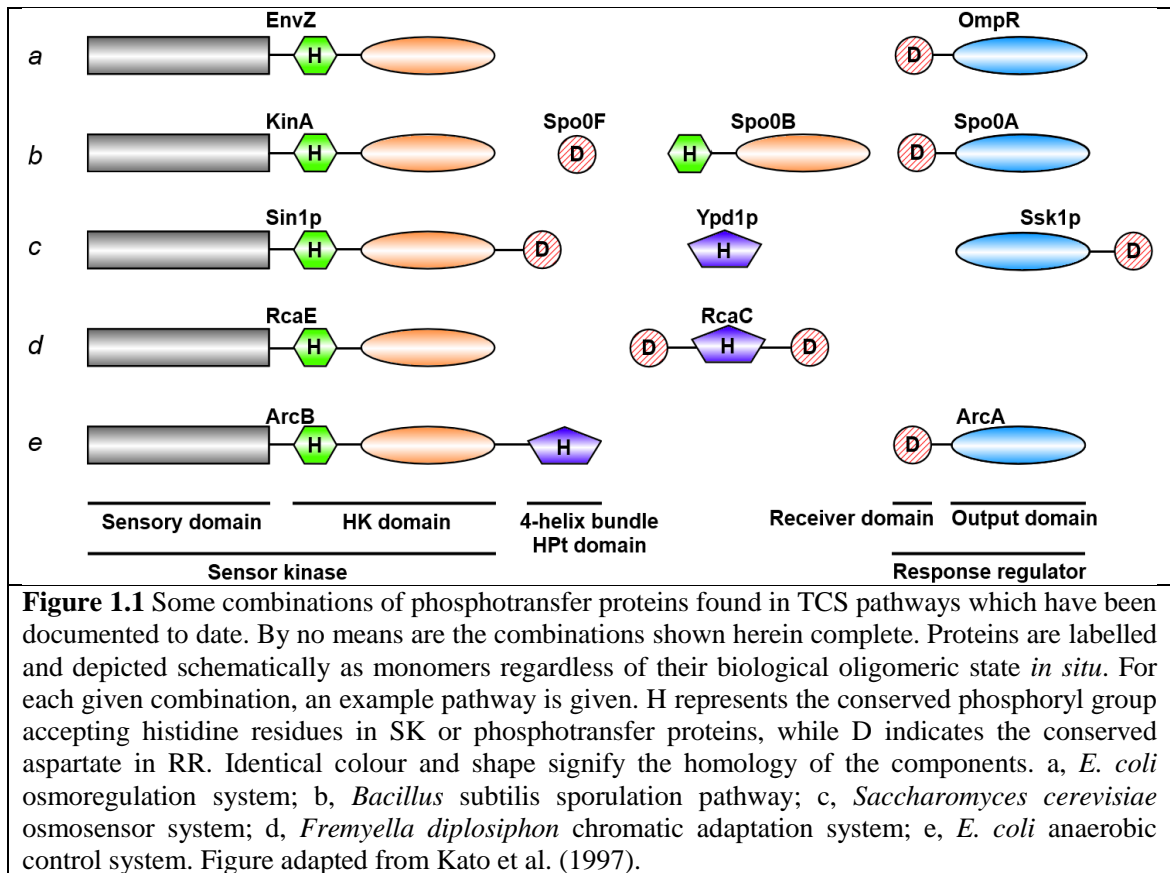 EnvZ OmpR
a H D
KinA Spo0F Spo0B Spo0A
b H D H D
Sin1p Ypd1p Ssk1p
c H D H D
RcaE RcaC
d H D H D
ArcB ArcA
e H H D
Sensory domain HK domain 4-helix bundle Receiver domain Output domain
HPt domain
Sensor kinase Response regulator
Figure 1.1 Some combinations of phosphotransfer proteins found in TCS pathways which have been
documented to date. By no means are the combinations shown herein complete. Proteins are labelled
and depicted schematically as monomers regardless of their biological oligomeric state in situ. For
each given combination, an example pathway is given. H represents the conserved phosphoryl group
accepting histidine residues in SK or phosphotransfer proteins, while D indicates the conserved
aspartate in RR. Identical colour and shape signify the homology of the components. a, E. coli
osmoregulation system; b, Bacillus subtilis sporulation pathway; c, Saccharomyces cerevisiae
osmosensor system; d, Fremyella diplosiphon chromatic adaptation system; e, E. coli anaerobic
control system. Figure adapted from Kato et al. (1997).